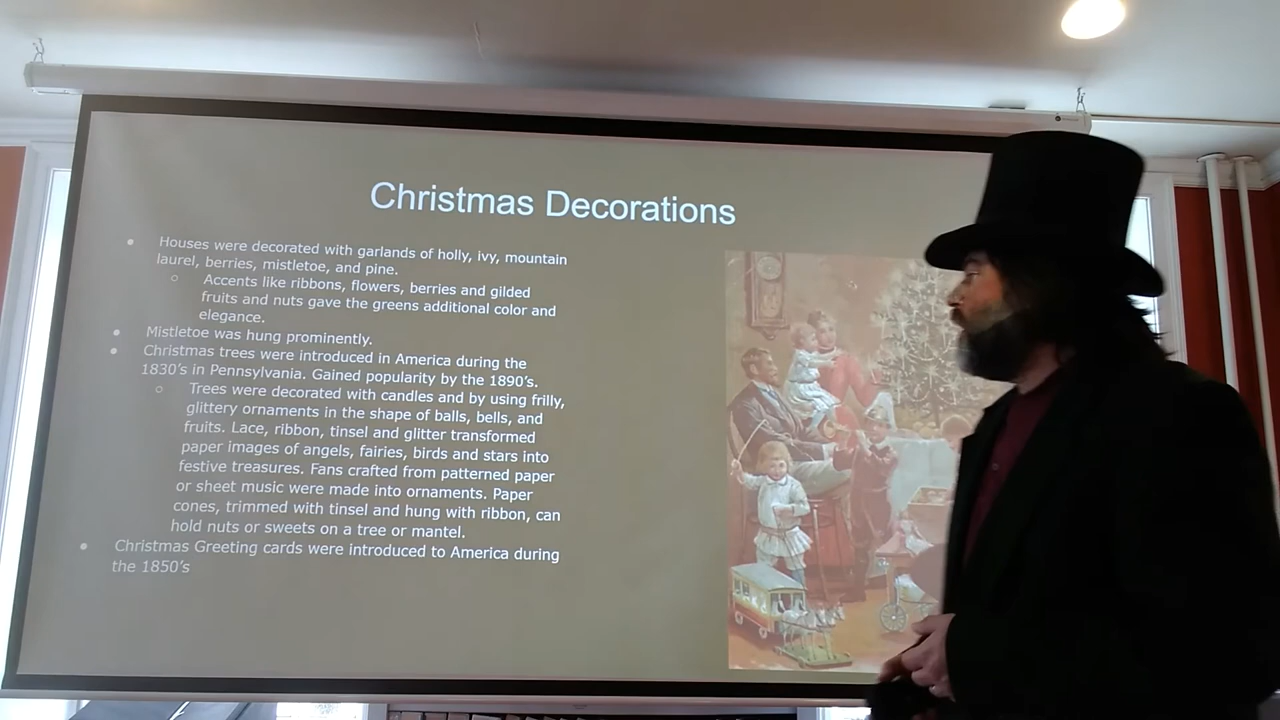 Christmas Decorations
• Houses were decorated with garlands of holly, ivy, mountain
laurel, berries, mistletoe, and pine.
○ Accents like ribbons, flowers, berries and gilded
fruits and nuts gave the greens additional color and
elegance.
• Mistletoe was hung prominently.
• Christmas trees were introduced in America during the
1830's in Pennsylvania. Gained popularity by the 1890's.
○ Trees were decorated with candles and by using frilly,
glittery ornaments in the shape of balls, bells, and
fruits. Lace, ribbon, tinsel and glitter transformed
paper images of angels, fairies, birds and stars into
festive treasures. Fans crafted from patterned paper
or sheet music were made into ornaments. Paper
cones, trimmed with tinsel and hung with ribbon, can
hold nuts or sweets on a tree or mantel.
• Christmas Greeting cards were introduced to America during
the 1850's